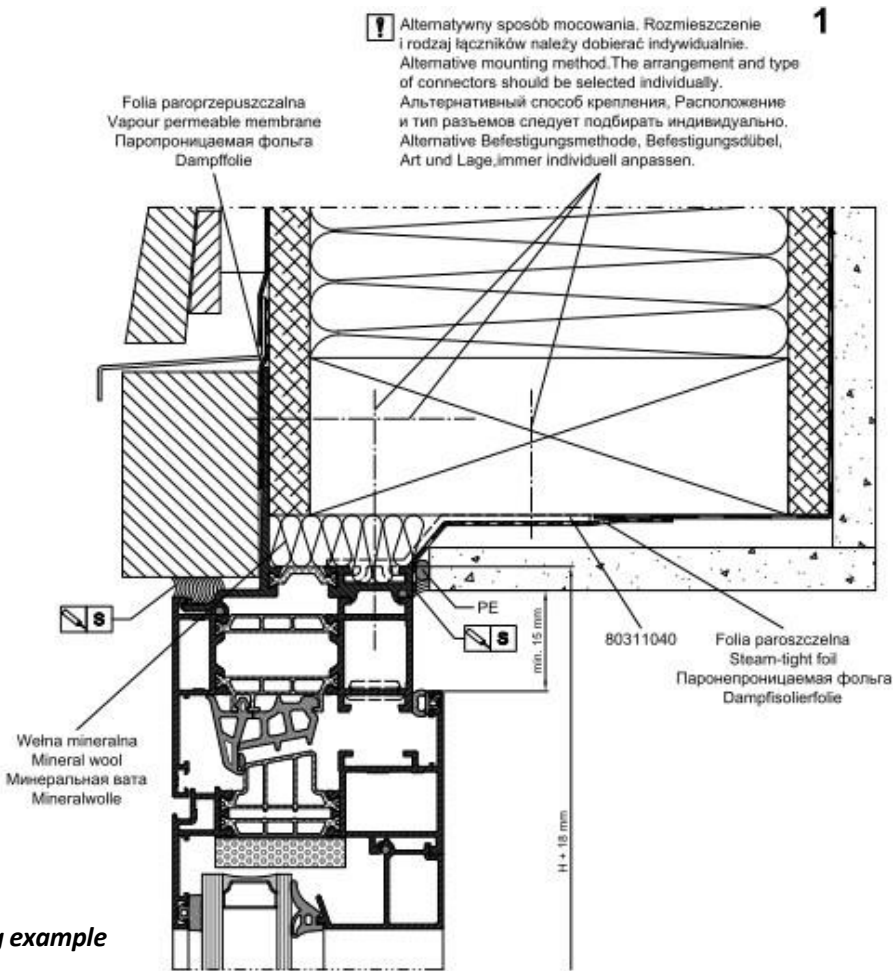 1
! Alternatywny sposób mocowania. Rozmieszczenie
i rodzaj łączników należy dobierać indywidualnie.
Alternative mounting method.The arrangement and type
of connectors should be selected individually.
Альтернативный способ крепления, Расположение
и тип разъемов следует подбирать индивидуально.
Alternative Befestigungsmethode, Befestigungsdübel,
Art und Lage,immer individuell anpassen.
Folia paroprzepuszczalna
Vapour permeable membrane
Паропроницаемая фольга
Dampffolie
S
PE
S
min. 15 mm
80311040
Folia paroszczelna
Steam-tight foil
Паронепроницаемая фольга
Dampfisolierfolie
Wełna mineralna
Mineral wool
Минеральная вата
Mineralwolle
H + 18 mm
example